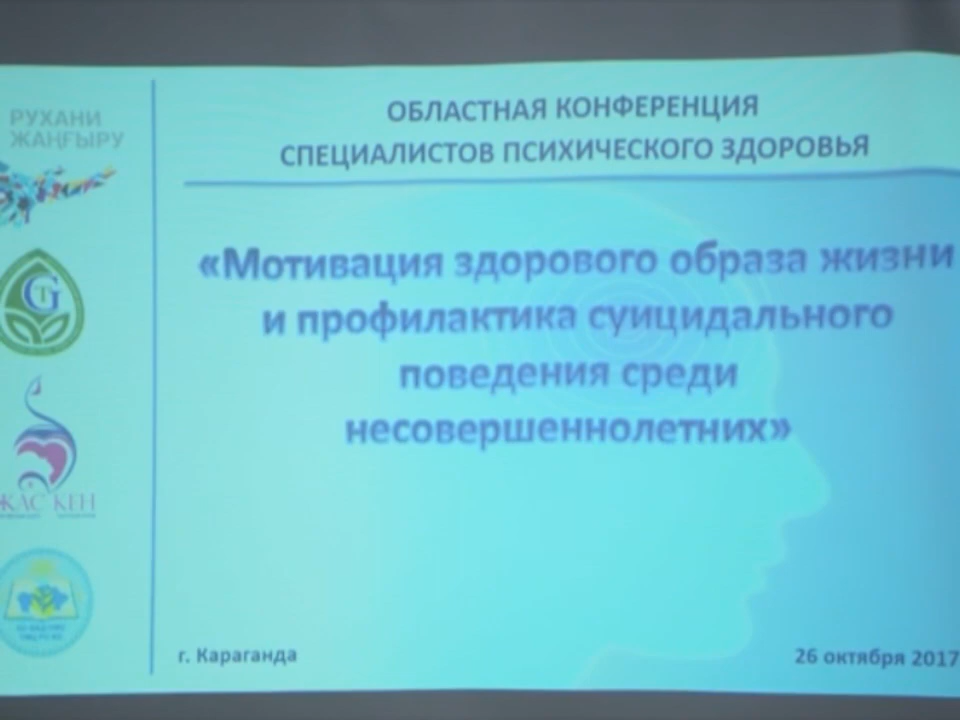 РУХАНИ
ЖАҢҒЫРУ
ОБЛАСТНАЯ КОНФЕРЕНЦИЯ
СПЕЦИАЛИСТОВ ПСИХИЧЕСКОГО ЗДОРОВЬЯ
«Мотивация здорового образа жизни
и профилактика суицидального
поведения среди
несовершеннолетних»
GT
ЖАС КЕН
г. Караганда
26 октября 2017